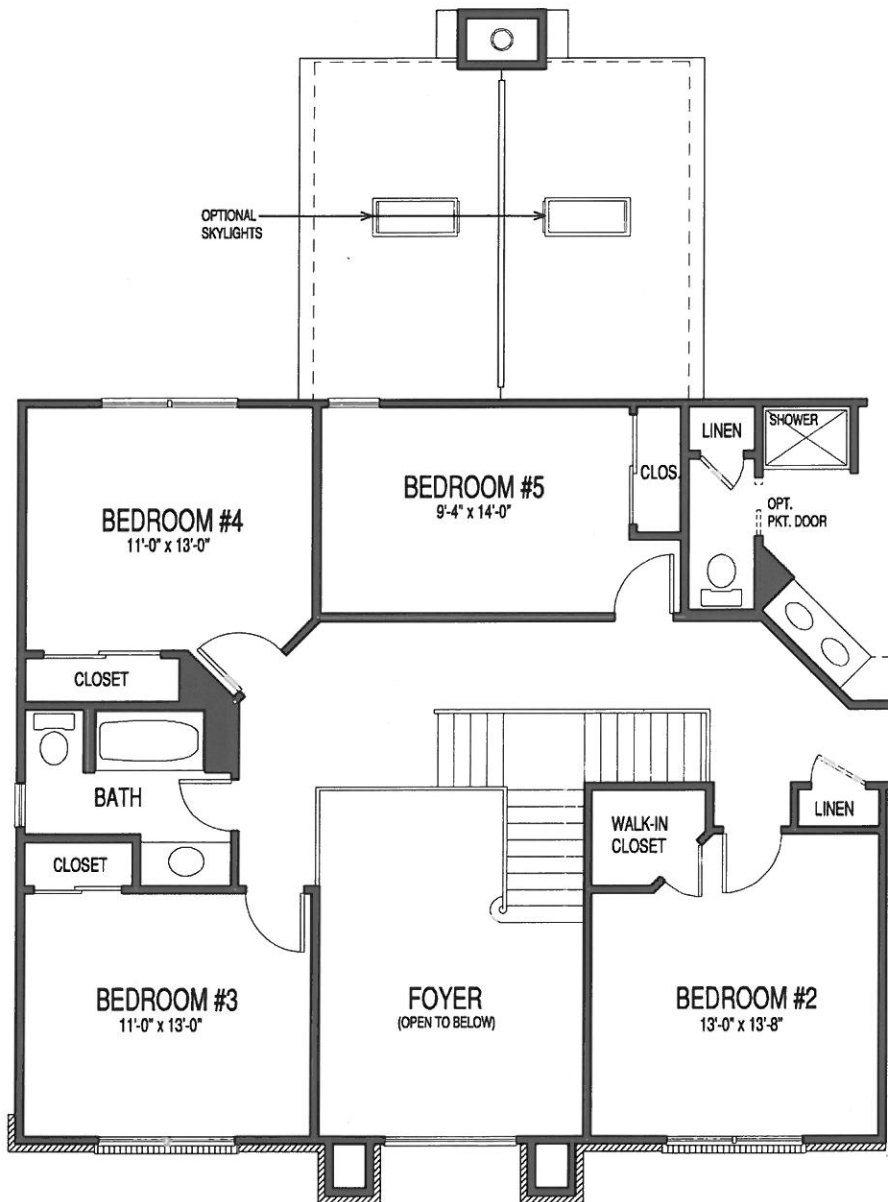 OPTIONAL
SKYLIGHTS
LINEN
SHOWER
BEDROOM #4
11'-0" x 13'-0"
BEDROOM #5
9'-4" x 14'-0"
CLOS.
OPT.
PKT. DOOR
CLOSET
BATH
CLOSET
WALK-IN
CLOSET
LINEN
BEDROOM #3
11'-0" x 13'-0"
FOYER
(OPEN TO BELOW)
BEDROOM #2
13'-0" x 13'-8"